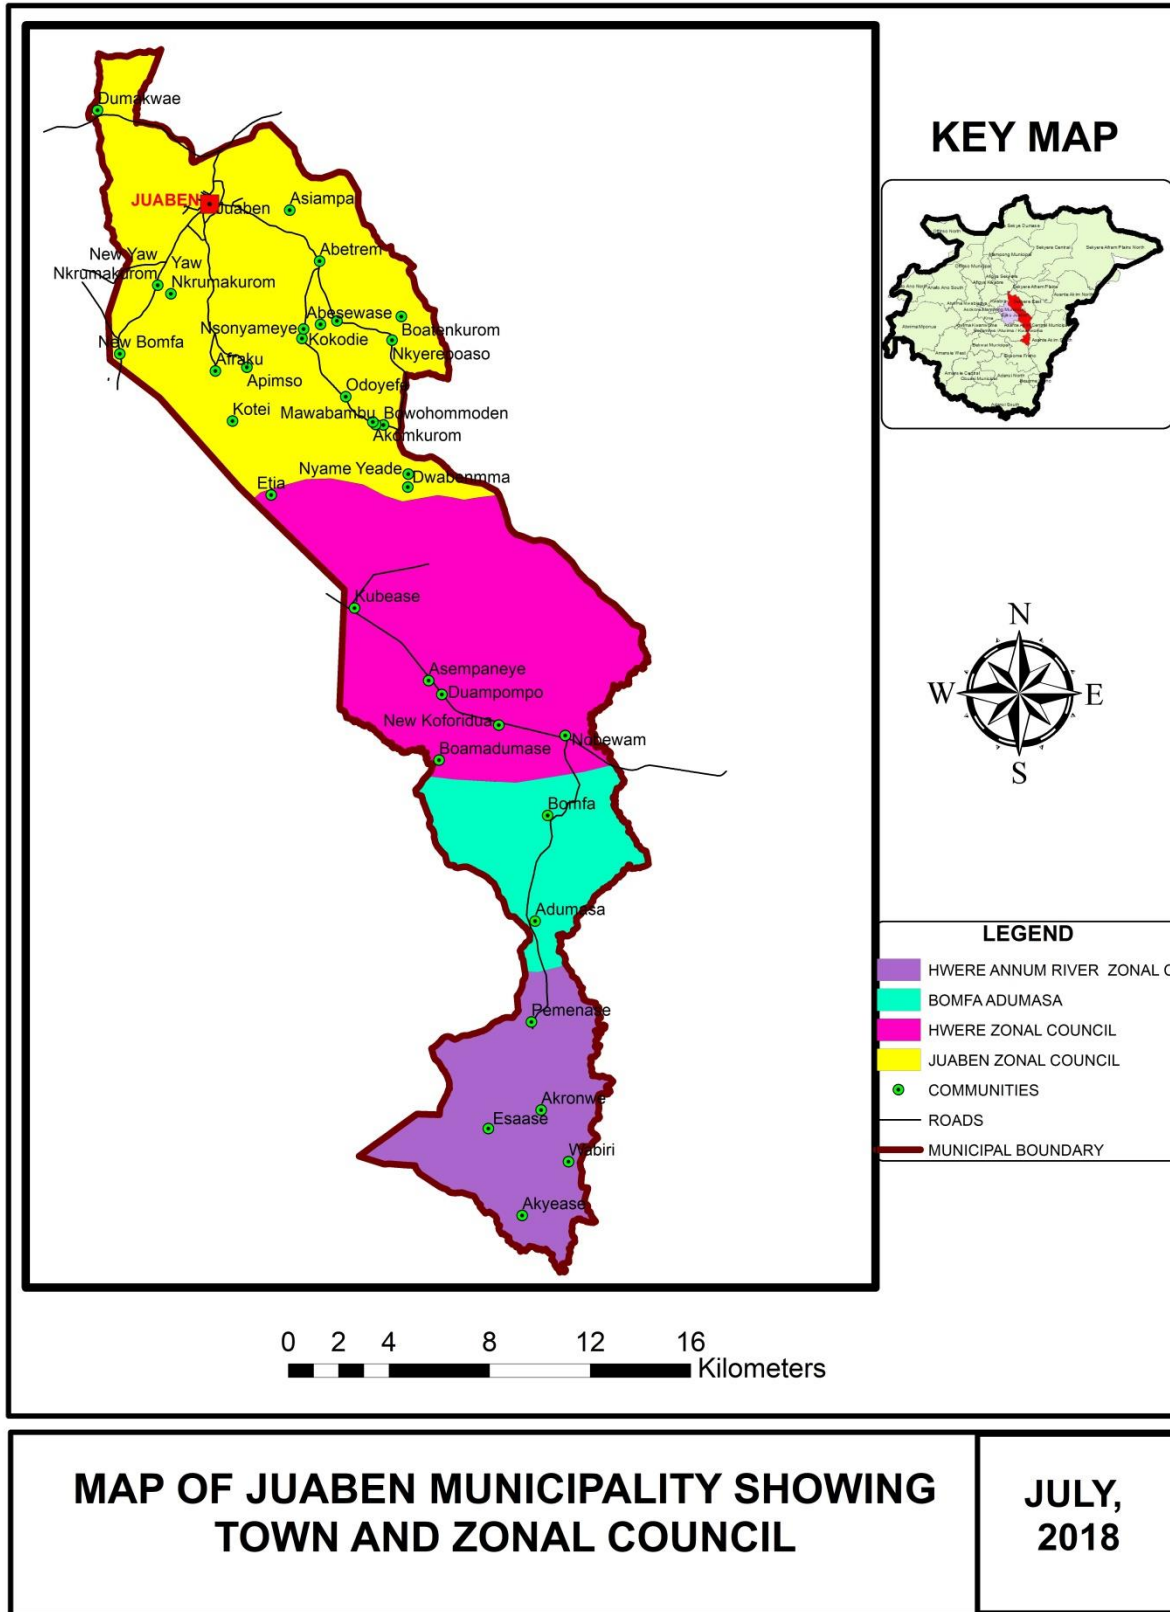 Dumakwae
JUABEN
Juaben
Asiampa
Abetrem
New Yaw
Nkrumakurom
Yaw
Nkrumakurom
Abesewase
Nsonyameye
Kokodie
Boatenkurom
Nkyereboaso
New Bomfa
Afraku
Apimso
Odoyefe
Kotei
Mawabambu
Bowohommoden
Akomkurom
Nyame Yeade
Dwabenmma
Etia
Kubease
Asempaneye
Duampompo
New Koforidua
Nobewam
Boamadumase
Bomfa
Adumasa
Pemenase
Akronwe
Esaase
Wabiri
Akyease
KEY MAP
N
W
E
S
LEGEND
HWERE ANNUM RIVER ZONAL C
BOMFA ADUMASA
HWERE ZONAL COUNCIL
JUABEN ZONAL COUNCIL
COMMUNITIES
ROADS
MUNICIPAL BOUNDARY
0 2 4 8 12 16
Kilometers
MAP OF JUABEN MUNICIPALITY SHOWING
TOWN AND ZONAL COUNCIL
JULY,
2018